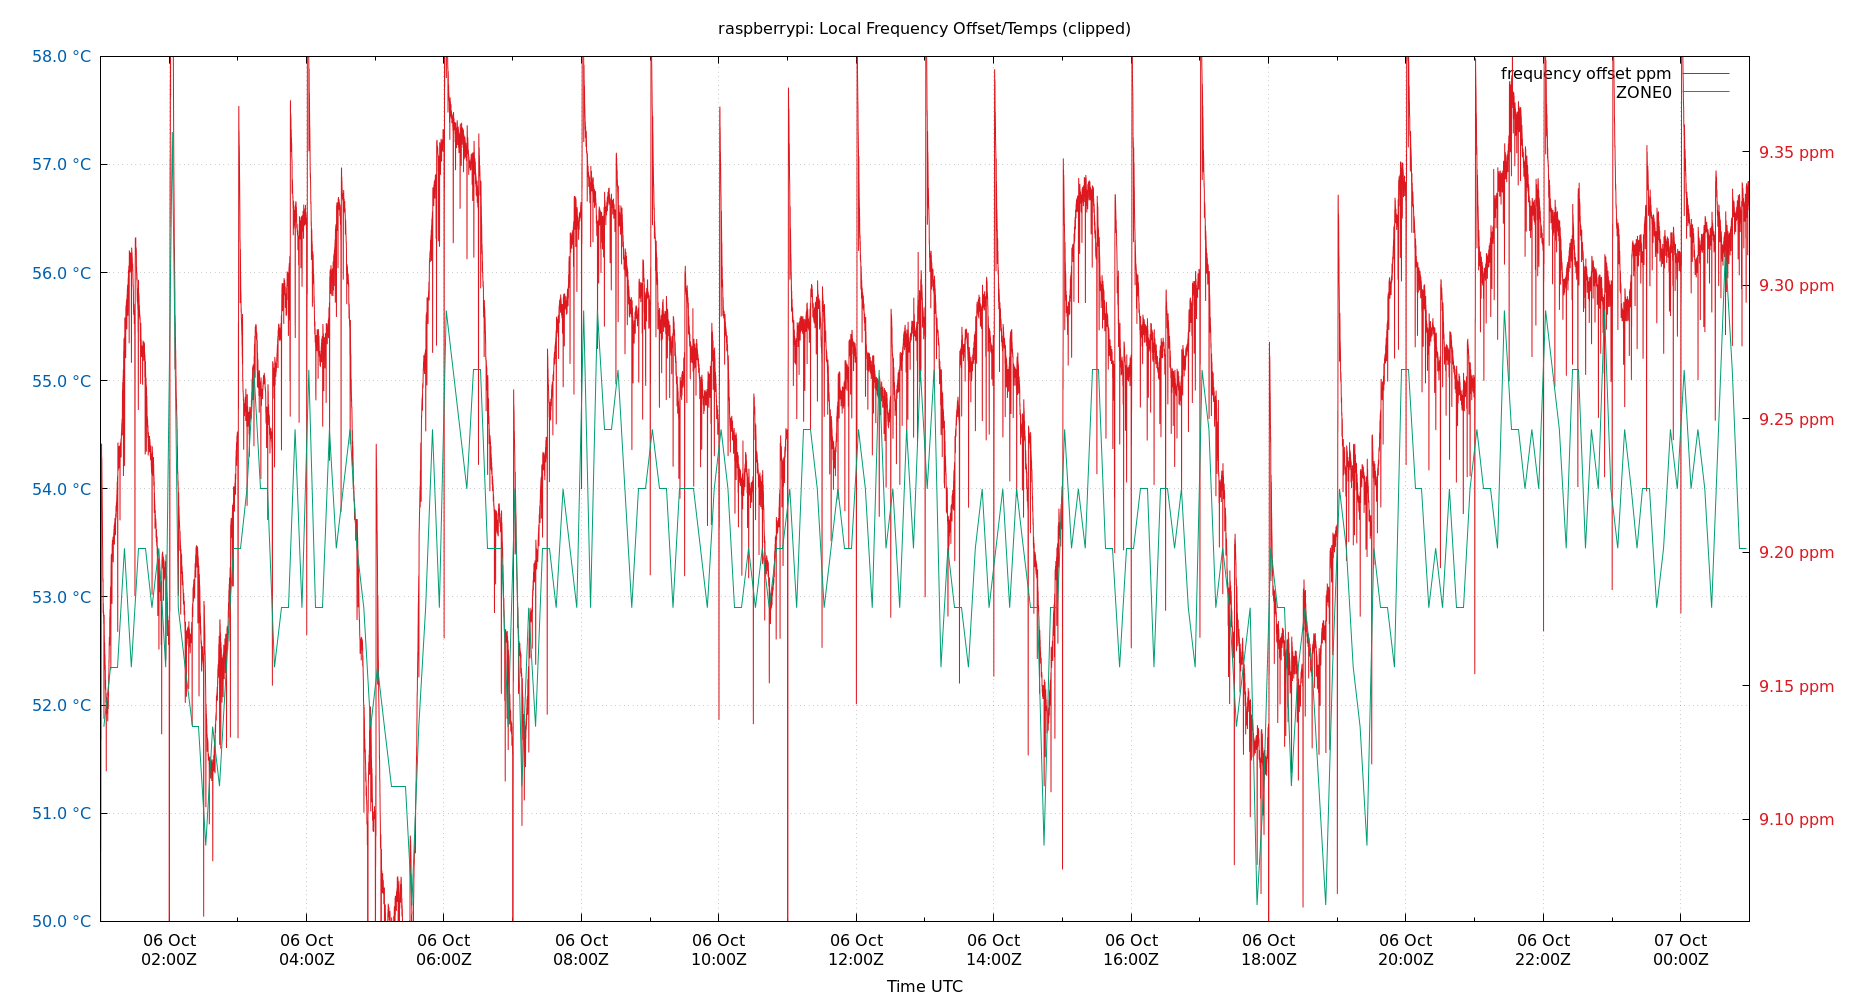 raspberrypi: Local Frequency Offset/Temps (clipped)
58.0 °C
57.0 °C
56.0 °C
55.0 °C
54.0 °C
53.0 °C
52.0 °C
51.0 °C
50.0 °C
frequency offset ppm
ZONE0
9.35 ppm
9.30 ppm
9.25 ppm
9.20 ppm
9.15 ppm
9.10 ppm
06 Oct 06 Oct 06 Oct 06 Oct 06 Oct 06 Oct 06 Oct 06 Oct 06 Oct 06 Oct 06 Oct 07 Oct
02:00Z 04:00Z 06:00Z 08:00Z 10:00Z 12:00Z 14:00Z 16:00Z 18:00Z 20:00Z 22:00Z 00:00Z
Time UTC